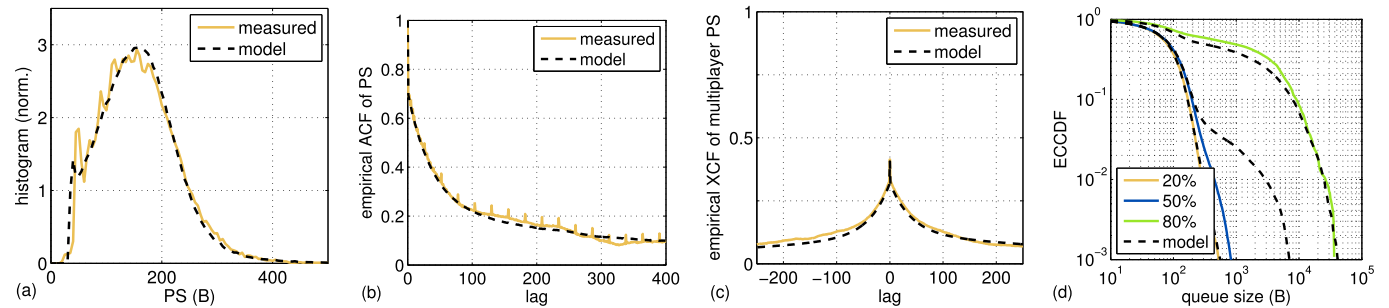 histogram (norm.)
3
2
1
0
0
200
400
PS (B)
measured
model
(a)
empirical ACF of PS
1
0.8
0.6
0.4
0.2
0
0
100
200
300
400
lag
measured
model
(b)
empirical XCF of multiplayer PS
1
0.5
0
−200
−100
0
100
200
lag
measured
model
(c)
ECCDF
10^0
10^−1
10^−2
10^−3
10^1
10^2
10^3
10^4
10^5
queue size (B)
20%
50%
80%
model
(d)